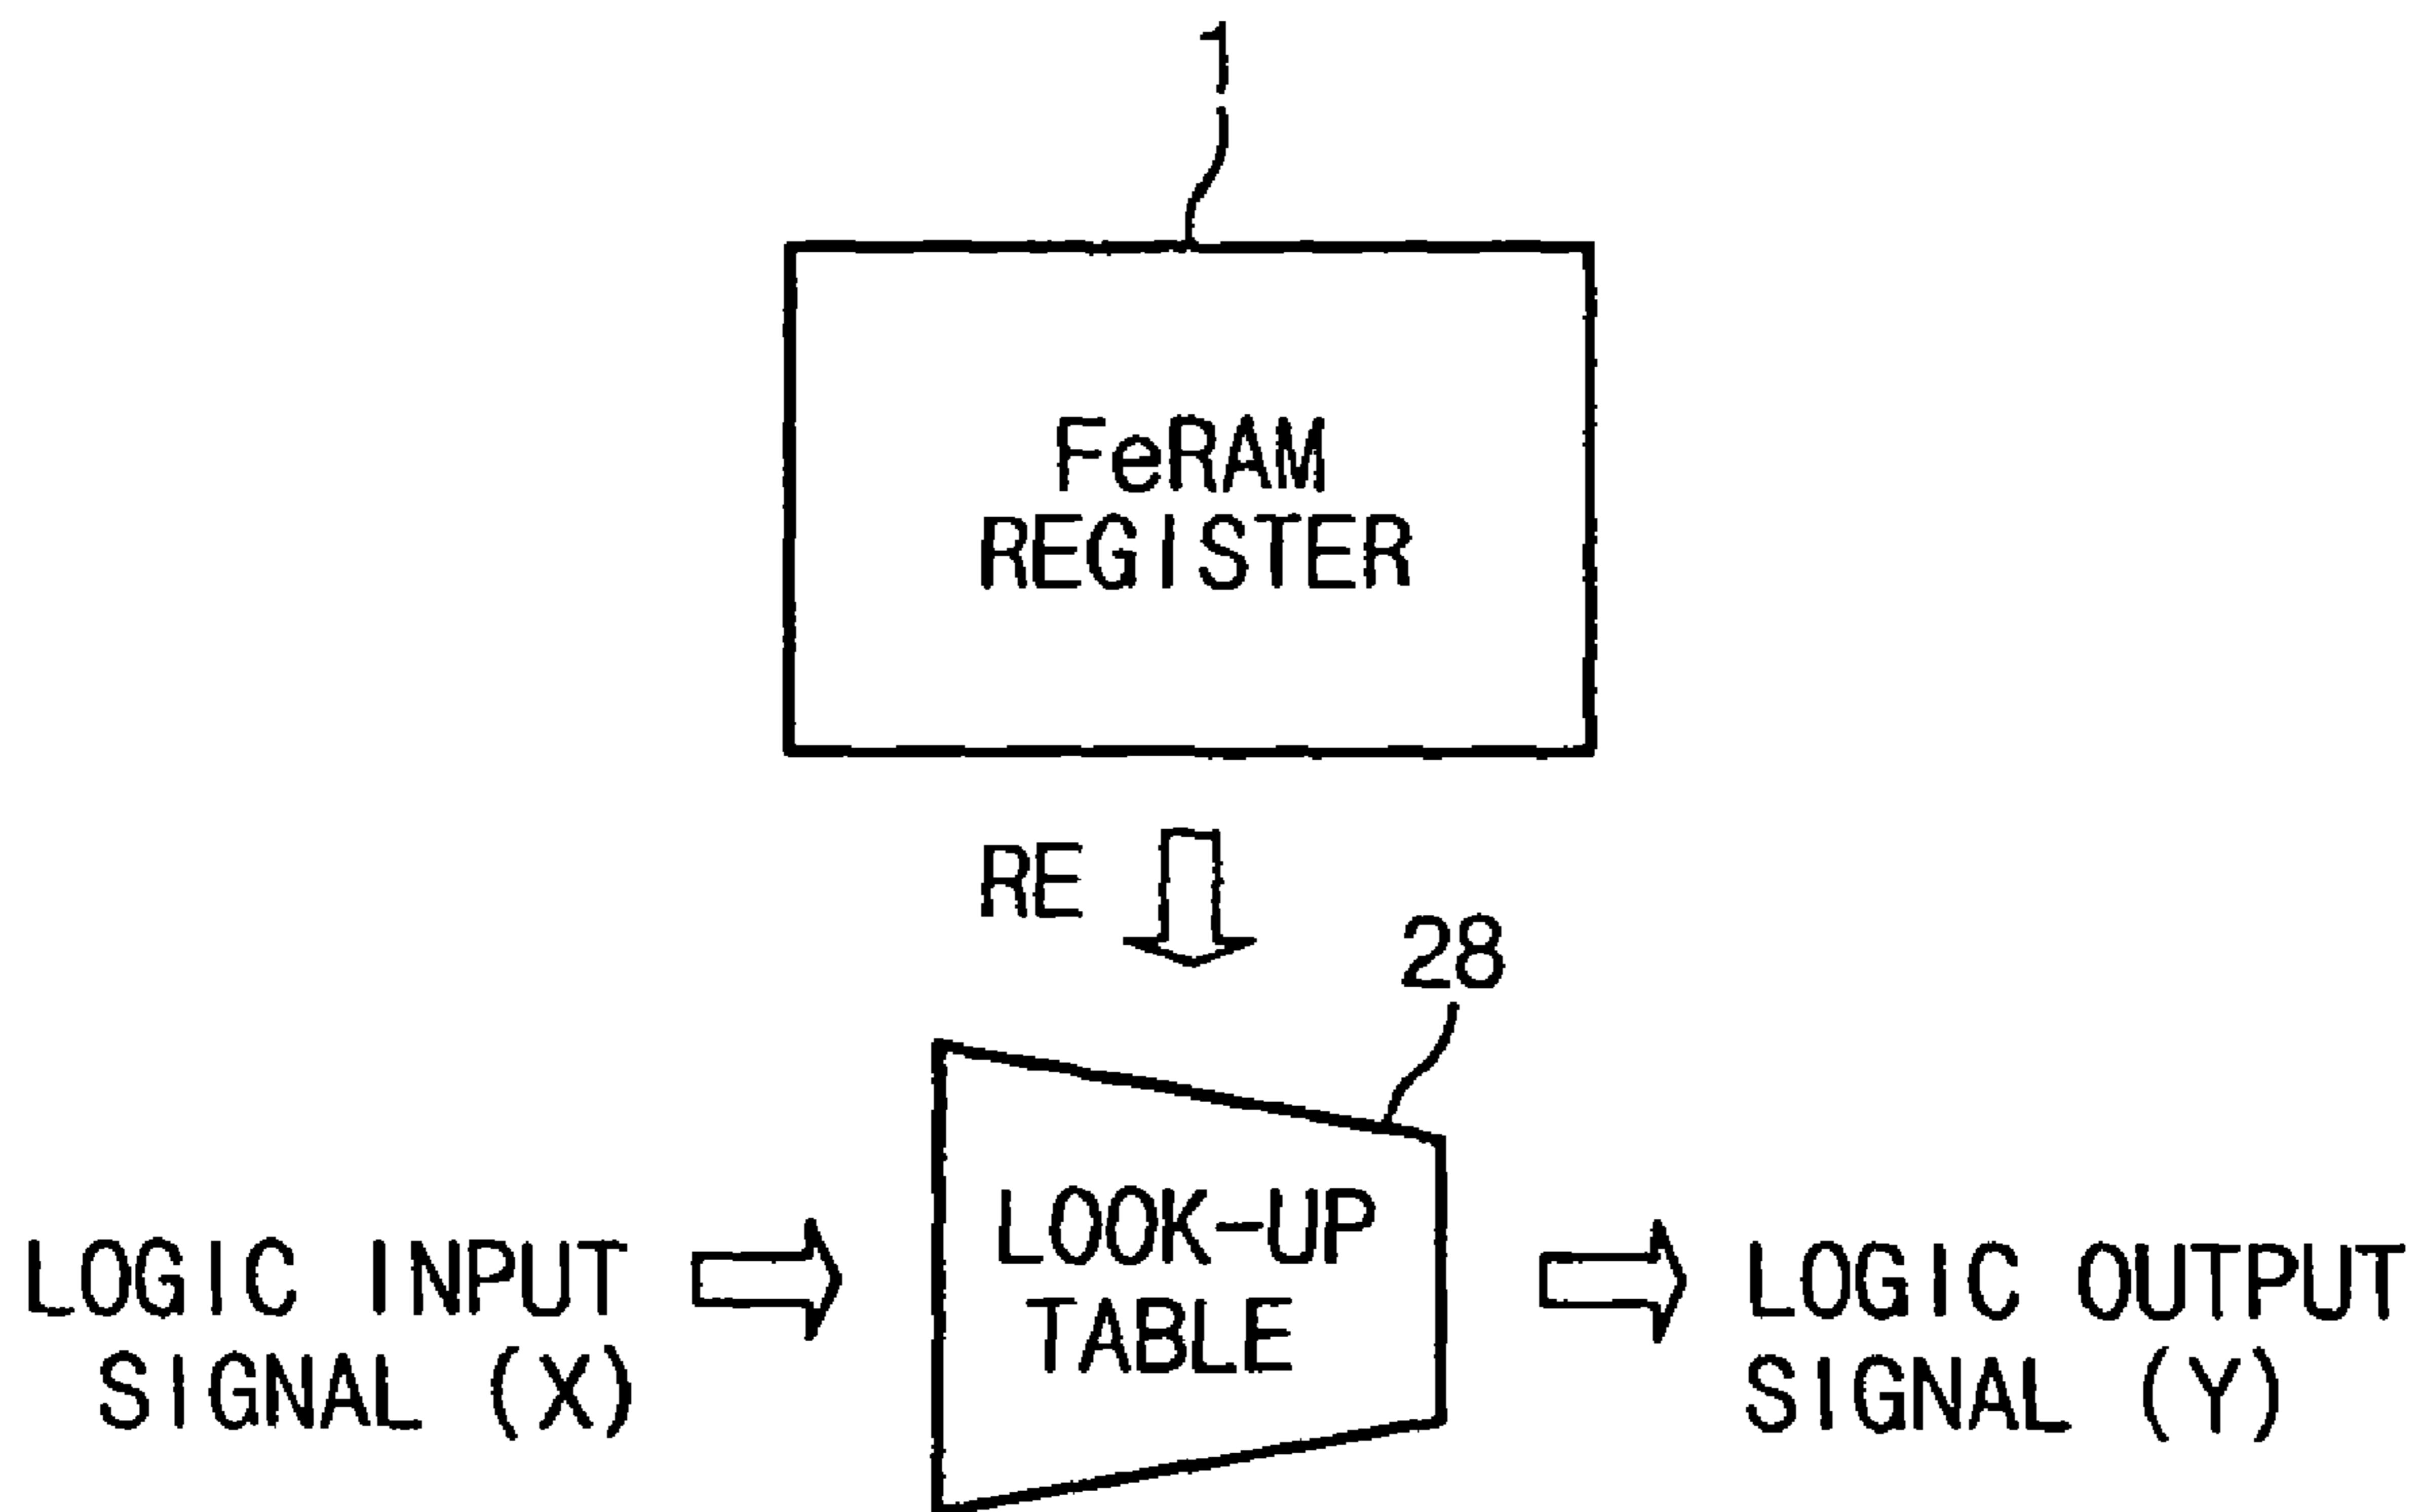 1
FeRAM
REGISTER
RE
28
LOOK-UP
TABLE
LOGIC INPUT
SIGNAL (X)
LOGIC OUTPUT
SIGNAL (Y)